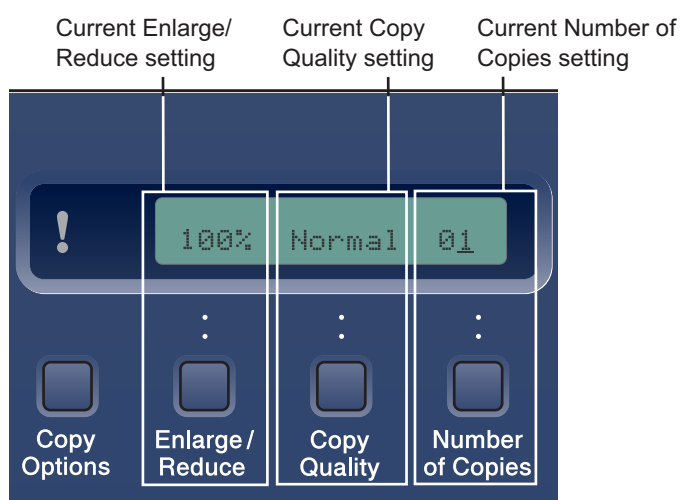 Current Enlarge/
Reduce setting
Current Copy
Quality setting
Current Number of
Copies setting
!
100% Normal 01
Copy
Options
Enlarge/
Reduce
Copy
Quality
Number
of Copies